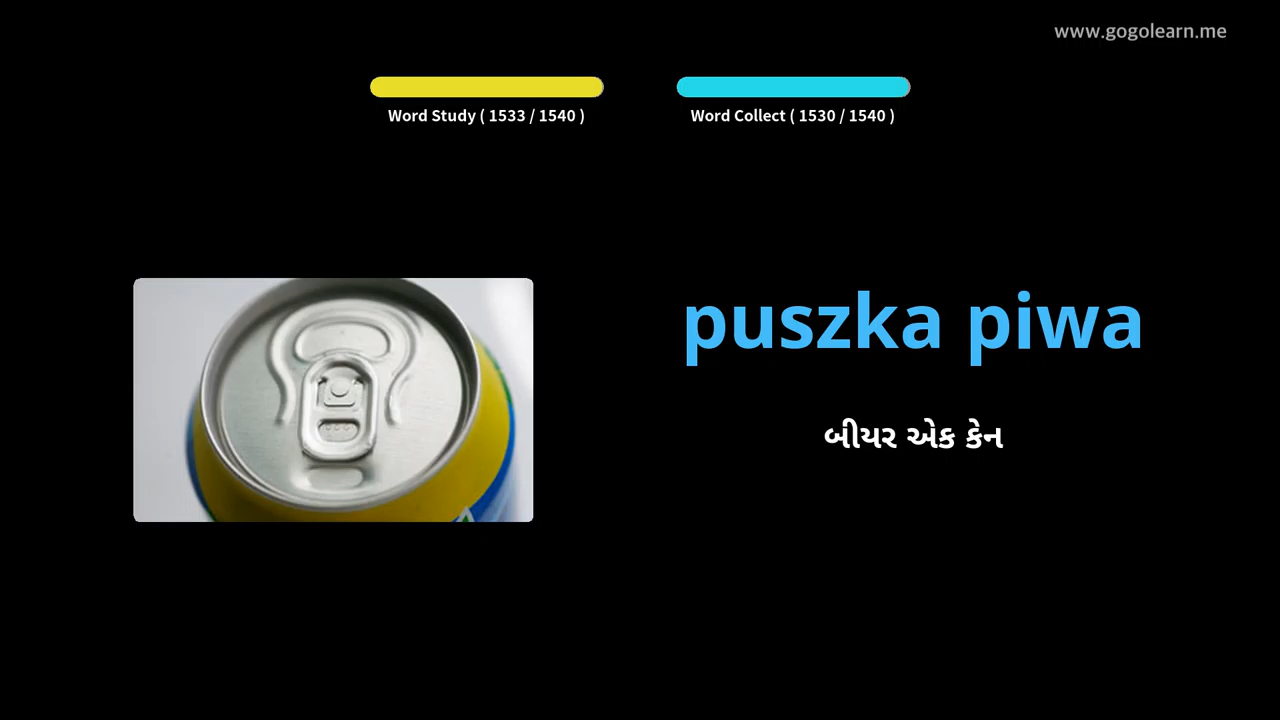 www.gogolearn.me
Word Study ( 1533 / 1540 )
Word Collect ( 1530 / 1540 )
puszka piwa
બીયર એક કેન